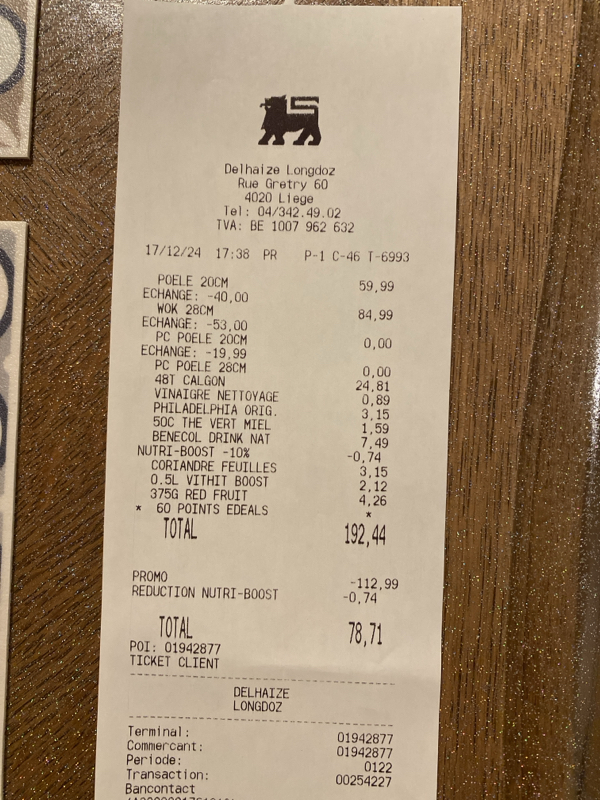 Delhaize Longdoz
Rue Gretry 60
4020 Liege
Tel: 04/342.49.02
TVA: BE 1007 962 632
17/12/24 17:38 PR P-1 C-46 T-6993
POELE 20CM 59,99
ECHANGE: -40,00
WOK 28CM 84,99
ECHANGE: -53,00
PC POELE 20CM 0,00
ECHANGE: -19,99
PC POELE 28CM 0,00
48T CALGON 24,81
VINAIGRE NETTOYAGE 0,89
PHILADELPHIA ORIG. 3,15
50C THE VERT MIEL 1,59
BENECOL DRINK NAT 7,49
NUTRI-BOOST -10% -0,74
CORIANDRE FEUILLES 3,15
0.5L VITHIT BOOST 2,12
375G RED FRUIT 4,26
* 60 POINTS EDEALS *
TOTAL 192,44
PROMO -112,99
REDUCTION NUTRI-BOOST -0,74
TOTAL 78,71
POI: 01942877
TICKET CLIENT
DELHAIZE
LONGDOZ
Terminal: 01942877
Commercant: 01942877
Periode: 0122
Transaction: 00254227
Bancontact